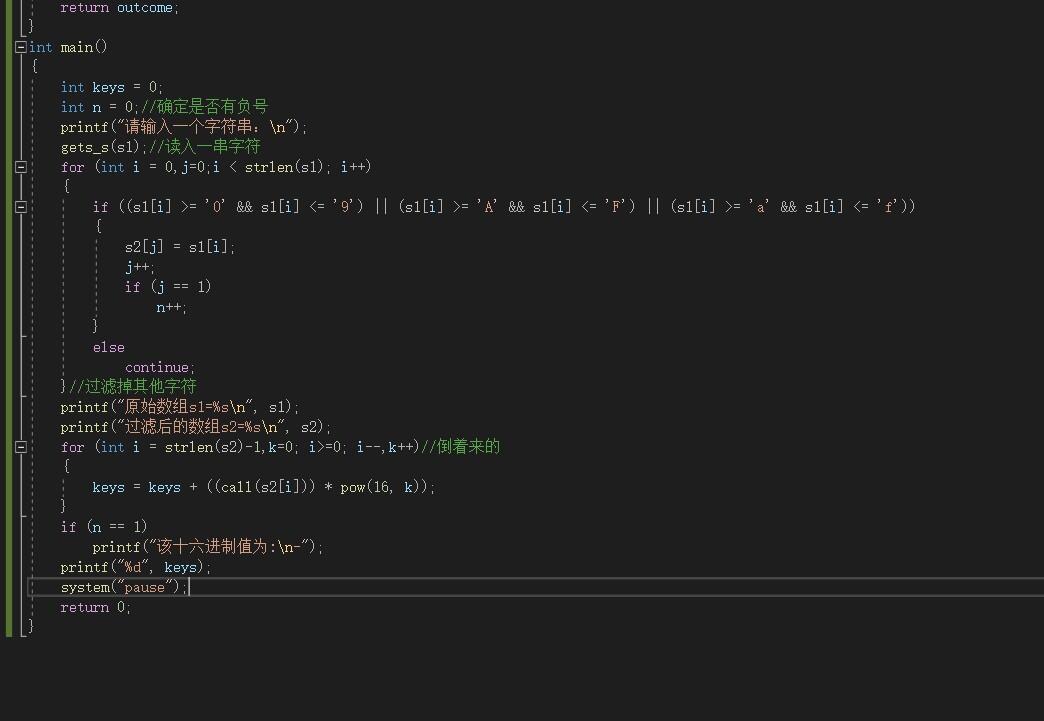 return outcome;
}
int main()
{
    int keys = 0;
    int n = 0;//确定是否有负号
    printf("请输入一个字符串：\n");
    gets_s(s1);//读入一串字符
    for (int i = 0,j=0;i < strlen(s1); i++)
    {
        if ((s1[i] >= '0' && s1[i] <= '9') || (s1[i] >= 'A' && s1[i] <= 'F') || (s1[i] >= 'a' && s1[i] <= 'f'))
        {
            s2[j] = s1[i];
            j++;
            if (j == 1)
                n++;
        }
        else
            continue;
    }//过滤掉其他字符
    printf("原始数组s1=%s\n", s1);
    printf("过滤后的数组s2=%s\n", s2);
    for (int i = strlen(s2)-1,k=0; i>=0; i--,k++)//倒着来的
    {
        keys = keys + ((call(s2[i])) * pow(16, k));
    }
    if (n == 1)
        printf("该十六进制值为:\n-");
    printf("%d", keys);
    system("pause");
    return 0;
}